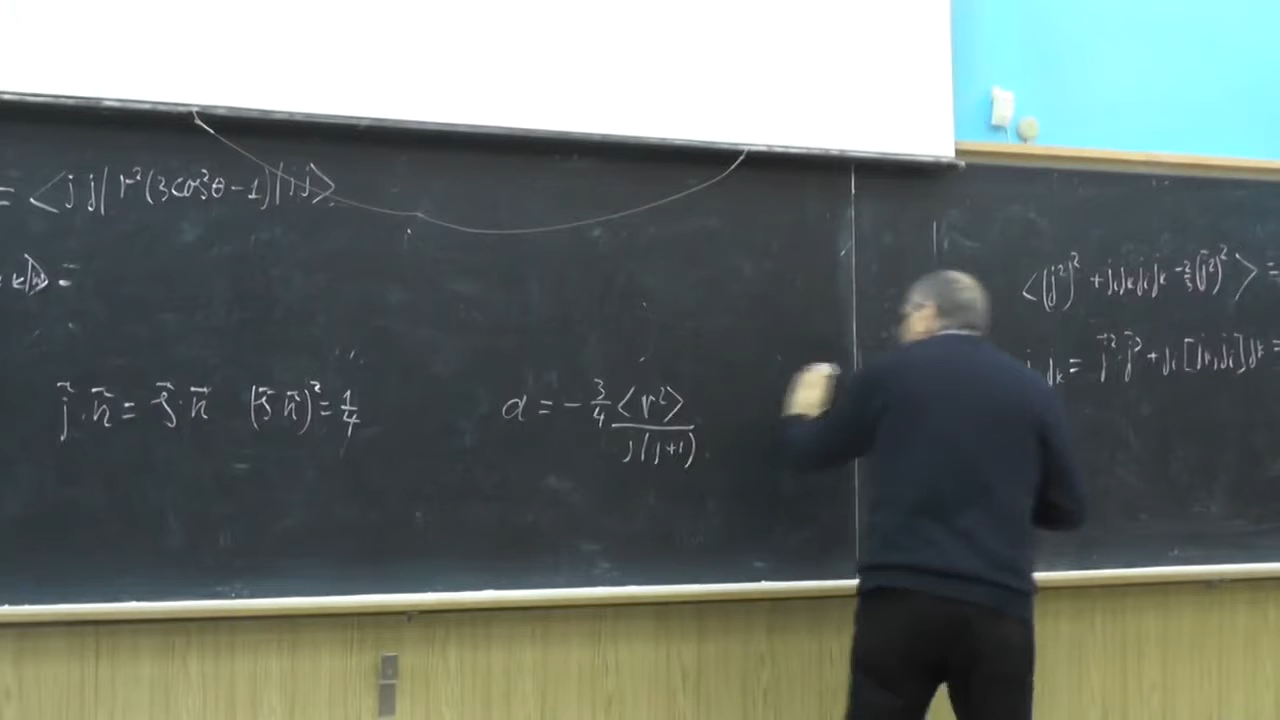 = < j j | r²(3cos²θ - 1) | j j >
k
j⃗·n⃗ = s⃗·n⃗ (s⃗ n⃗)² = 1/4
α = - 3/4 <r²> / j(j+1)
< (j²)² + jᵢjₖjᵢjₖ - 2/3 (j⃗²)² > =
jₖ = j⃗²·j⃗² + jᵢ [jₖ, jᵢ] jₖ =